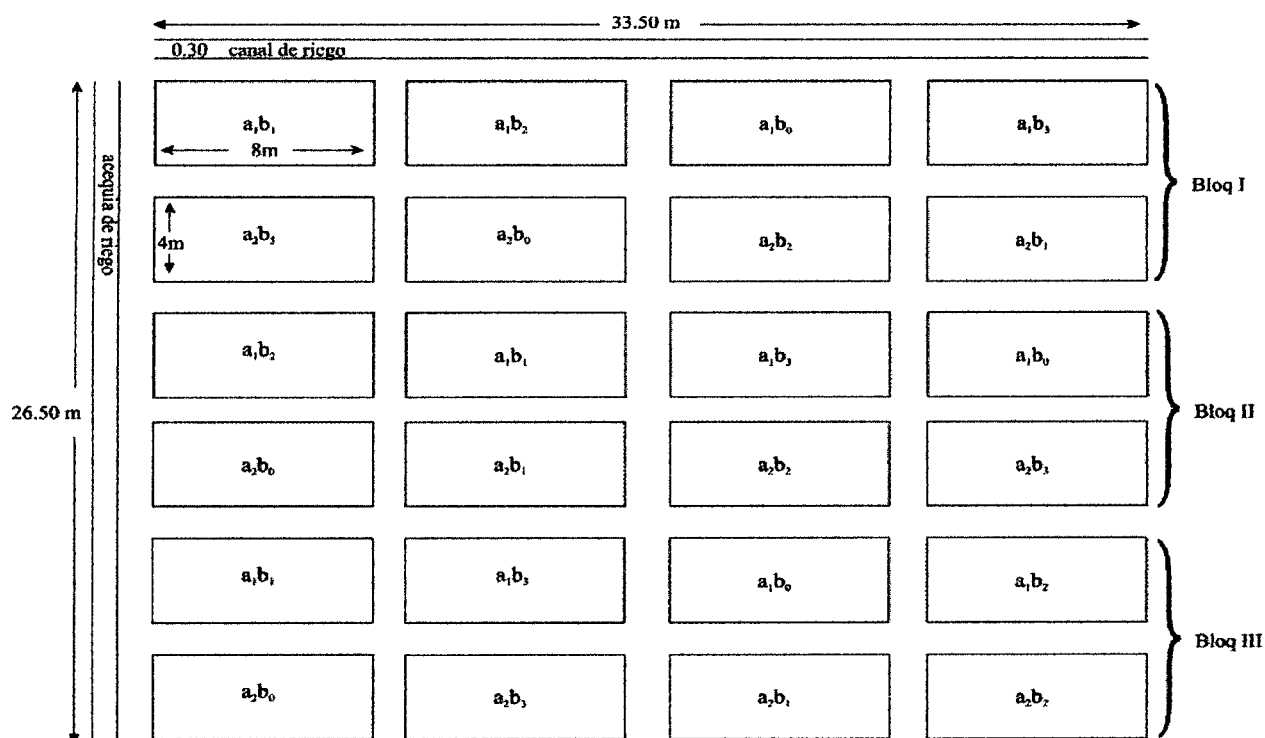 33.50 m
0.30 canal de riego
a₁b₁ a₁b₂ a₁b₀ a₁b₃
8m
Bloq I
acequia de riego
4m
a₂b₃ a₂b₀ a₂b₂ a₂b₁
a₁b₂ a₁b₁ a₁b₃ a₁b₀
26.50 m
Bloq II
a₂b₀ a₂b₁ a₂b₂ a₂b₃
a₁b₁ a₁b₃ a₁b₀ a₁b₂
Bloq III
a₂b₀ a₂b₃ a₂b₁ a₂b₂